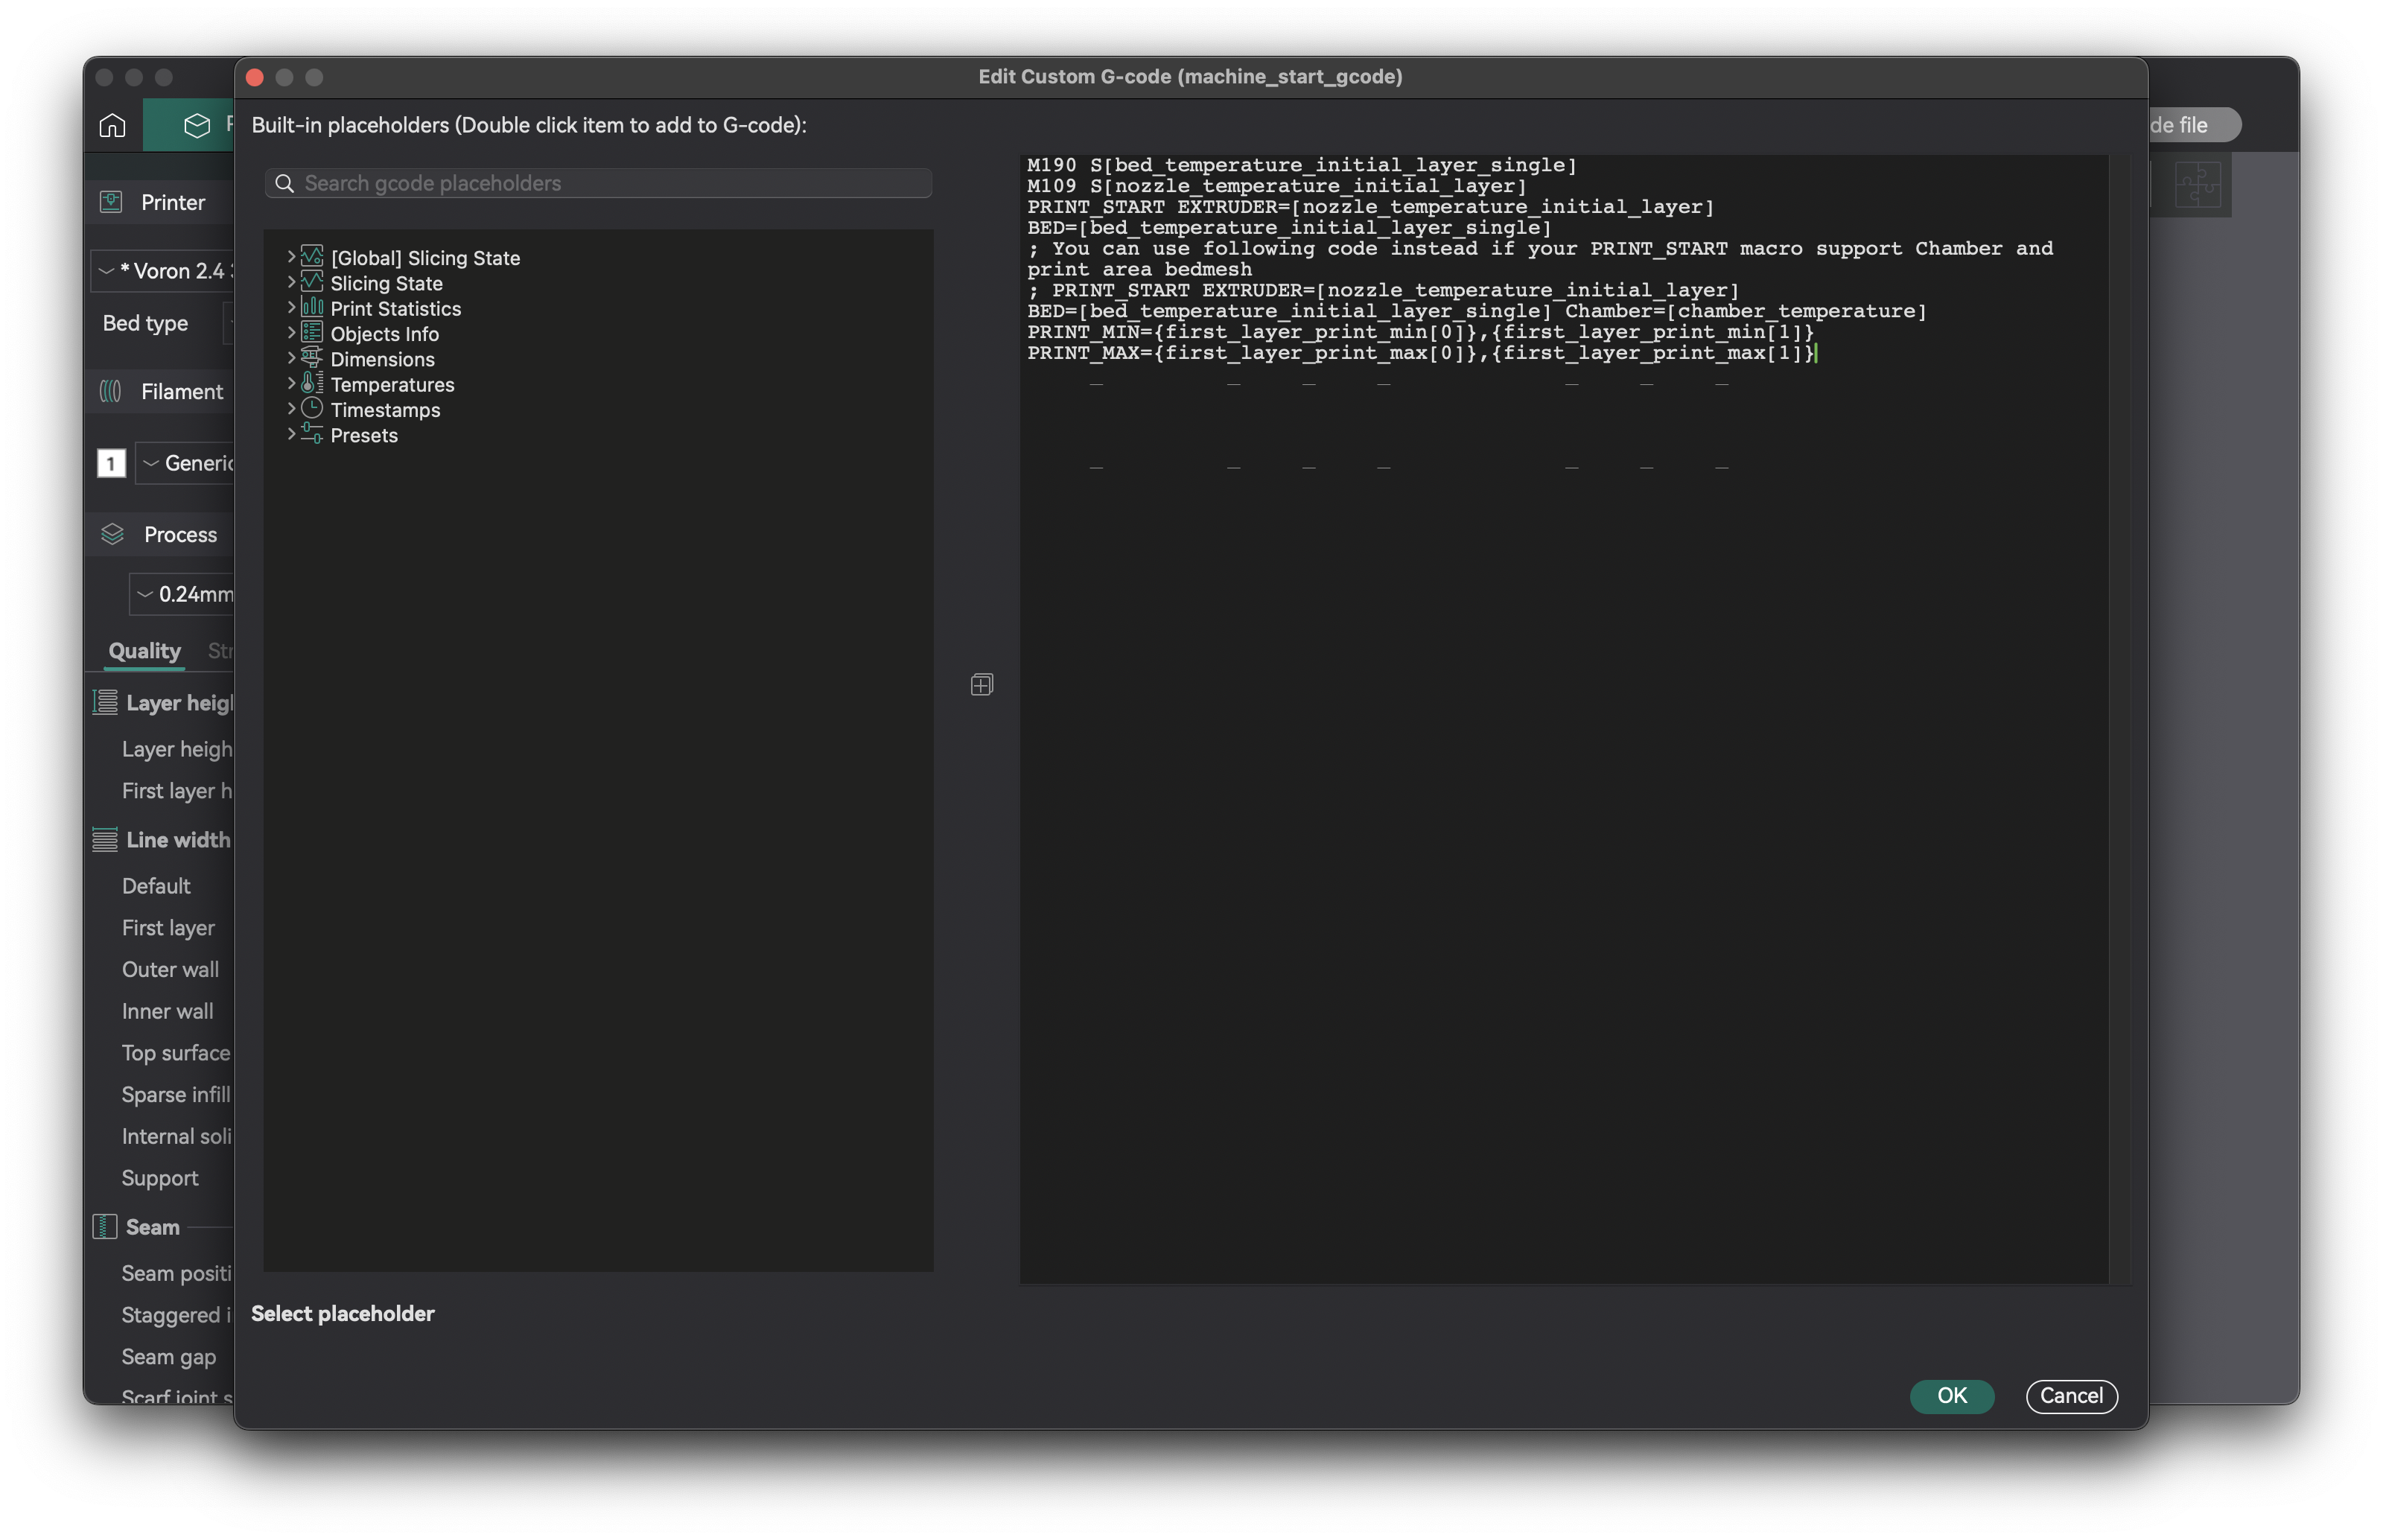 Edit Custom G-code (machine_start_gcode)
de file
Built-in placeholders (Double click item to add to G-code):
Search gcode placeholders
[Global] Slicing State
Slicing State
Print Statistics
Objects Info
Dimensions
Temperatures
Timestamps
Presets
M190 S[bed_temperature_initial_layer_single]
M109 S[nozzle_temperature_initial_layer]
PRINT_START EXTRUDER=[nozzle_temperature_initial_layer]
BED=[bed_temperature_initial_layer_single]
; You can use following code instead if your PRINT_START macro support Chamber and
print area bedmesh
; PRINT_START EXTRUDER=[nozzle_temperature_initial_layer]
BED=[bed_temperature_initial_layer_single] Chamber=[chamber_temperature]
PRINT_MIN={first_layer_print_min[0]},{first_layer_print_min[1]}
PRINT_MAX={first_layer_print_max[0]},{first_layer_print_max[1]}
Select placeholder
OK
Cancel
Printer
* Voron 2.4
Bed type
Filament
1
Generic
Process
0.24mm
Quality
Layer
Layer
First layer
Line width
Default
First layer
Outer wall
Inner wall
Top surface
Sparse infill
Internal
Support
Seam
Seam
Staggered
Seam gap
Scarf joint